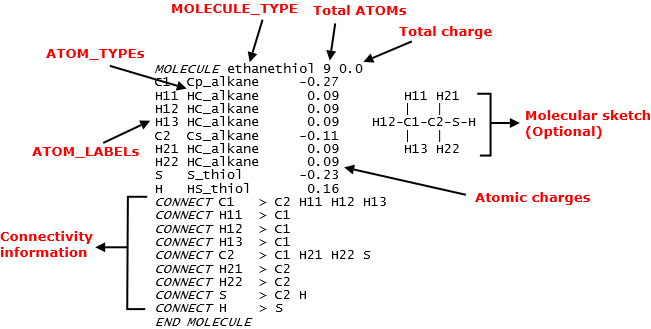 MOLECULE_TYPE
Total ATOMs
Total charge
ATOM_TYPEs
MOLECULE ethanethiol 9 0.0
C1 Cp_alkane -0.27
H11 HC_alkane 0.09 H11 H21
H12 HC_alkane 0.09 | |
H13 HC_alkane 0.09 H12-C1-C2-S-H
C2 Cs_alkane -0.11 | |
H21 HC_alkane 0.09 H13 H22
H22 HC_alkane 0.09
S S_thiol -0.23
H HS_thiol 0.16
Molecular sketch
(Optional)
ATOM_LABELs
Atomic charges
CONNECT C1 > C2 H11 H12 H13
CONNECT H11 > C1
CONNECT H12 > C1
CONNECT H13 > C1
CONNECT C2 > C1 H21 H22 S
CONNECT H21 > C2
CONNECT H22 > C2
CONNECT S > C2 H
CONNECT H > S
END MOLECULE
Connectivity
information